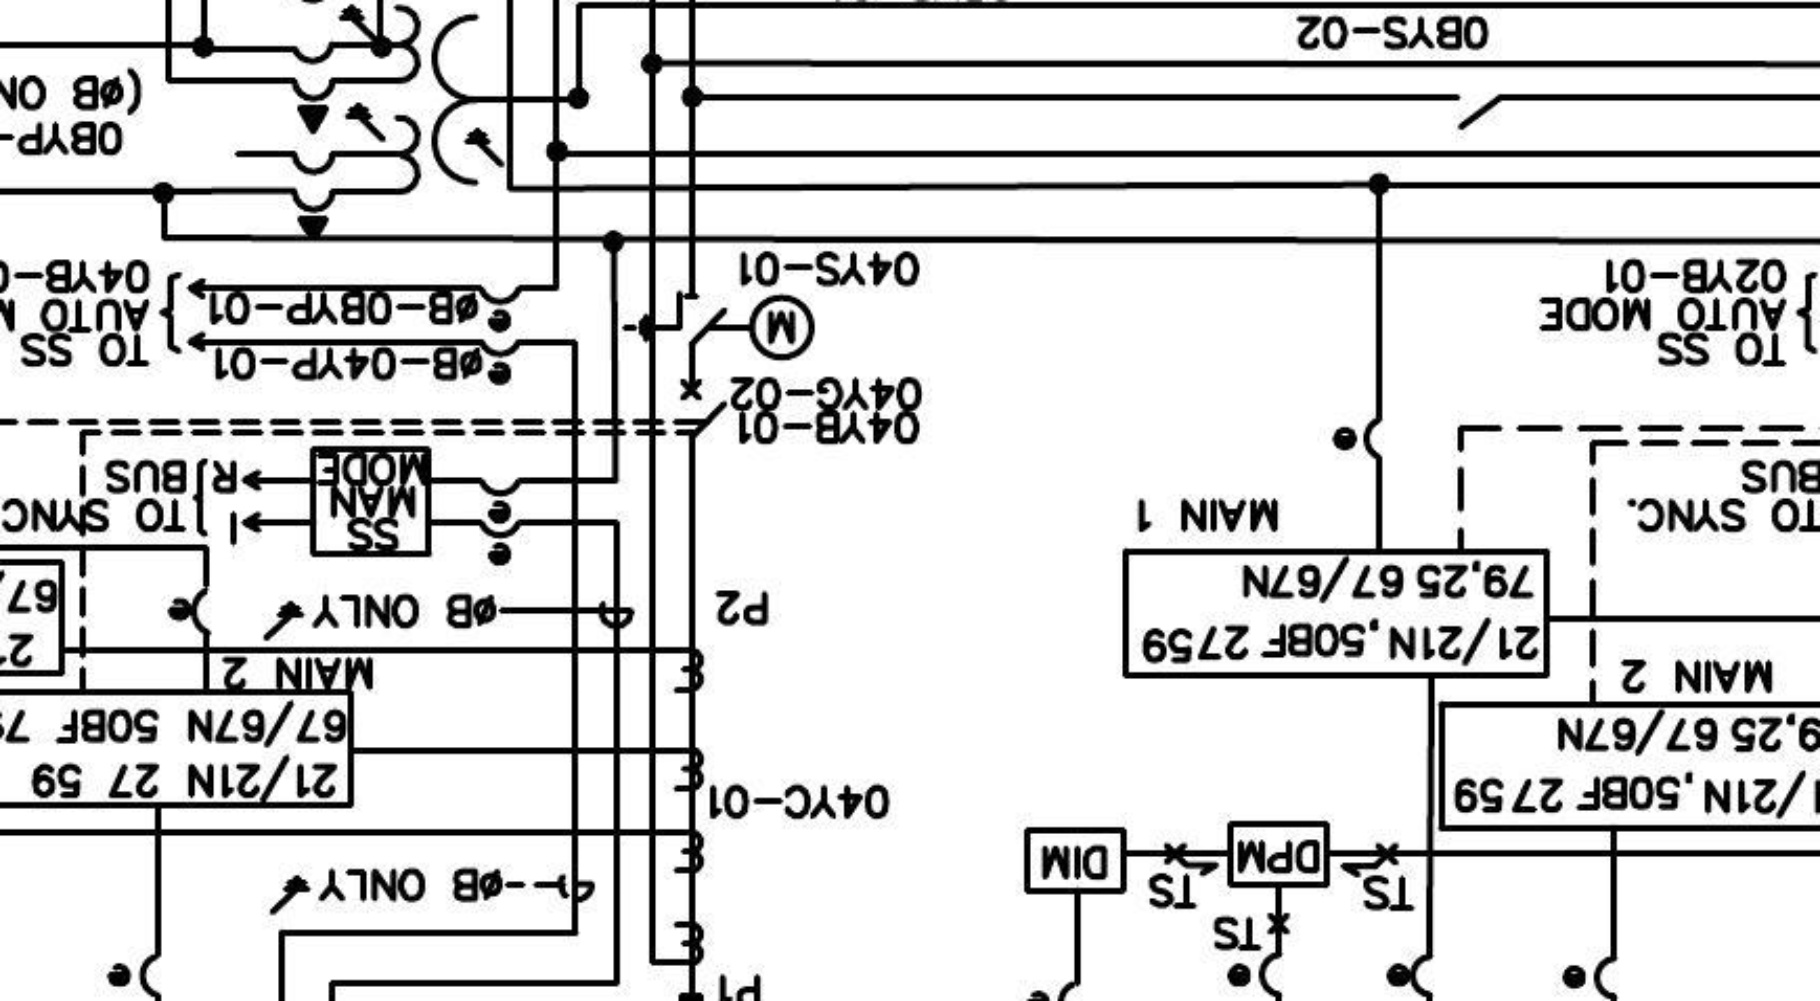 P1
TS
TS
TS
DPM
DIM
ØB ONLY
04YC-01
21/21N,50BF 27 59
9,25 67/67N
MAIN 2
21/21N 27 59
67/67N 50BF 79
MAIN 2
21/21N,50BF 27 59
79,25 67/67N
MAIN 1
21
67/
P2
ØB ONLY
TO SYNC.
BUS
SS
MAN
MODE
1
R
TO SYNC
BUS
04YB-01
04YG-02
M
04YS-01
TO SS
AUTO MODE
02YB-01
ØB-04YP-01
ØB-0BYP-01
TO SS
AUTO M
04YB-0
0BYP-
(ØB ON
0BYS-02